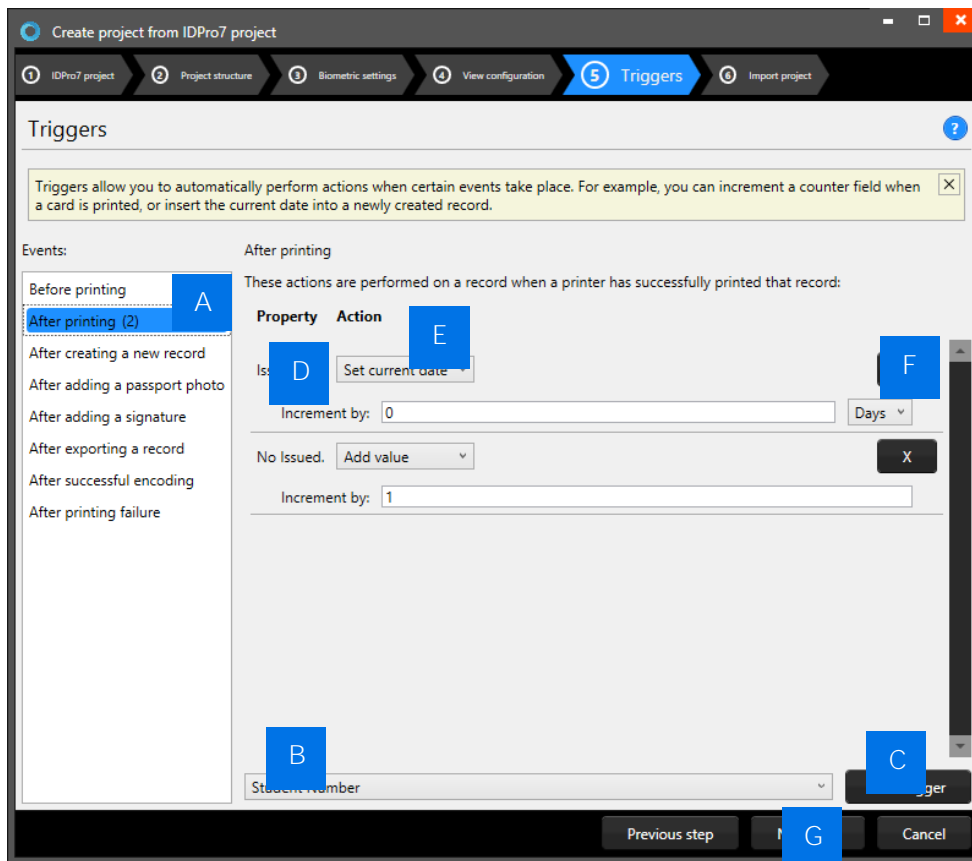 Create project from IDPro7 project
1 IDPro7 project 2 Project structure 3 Biometric settings 4 View configuration 5 Triggers 6 Import project
Triggers ?
Triggers allow you to automatically perform actions when certain events take place. For example, you can increment a counter field when X
a card is printed, or insert the current date into a newly created record.
Events:
Before printing
A
After printing (2)
After creating a new record
After adding a passport photo
After adding a signature
After exporting a record
After successful encoding
After printing failure
After printing
These actions are performed on a record when a printer has successfully printed that record:
Property Action
E
D Set current date F
Increment by: 0 Days
No Issued. Add value X
Increment by: 1
B
C
Student Number
Previous step G Cancel